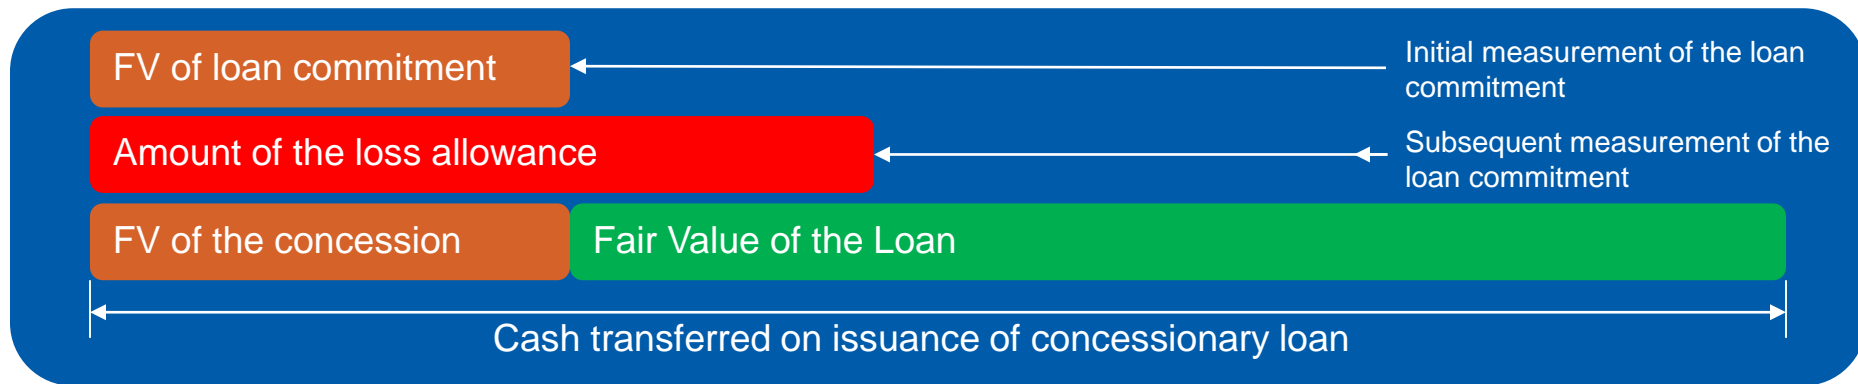 FV of loan commitment
Initial measurement of the loan
commitment
Amount of the loss allowance
Subsequent measurement of the
loan commitment
FV of the concession
Fair Value of the Loan
Cash transferred on issuance of concessionary loan